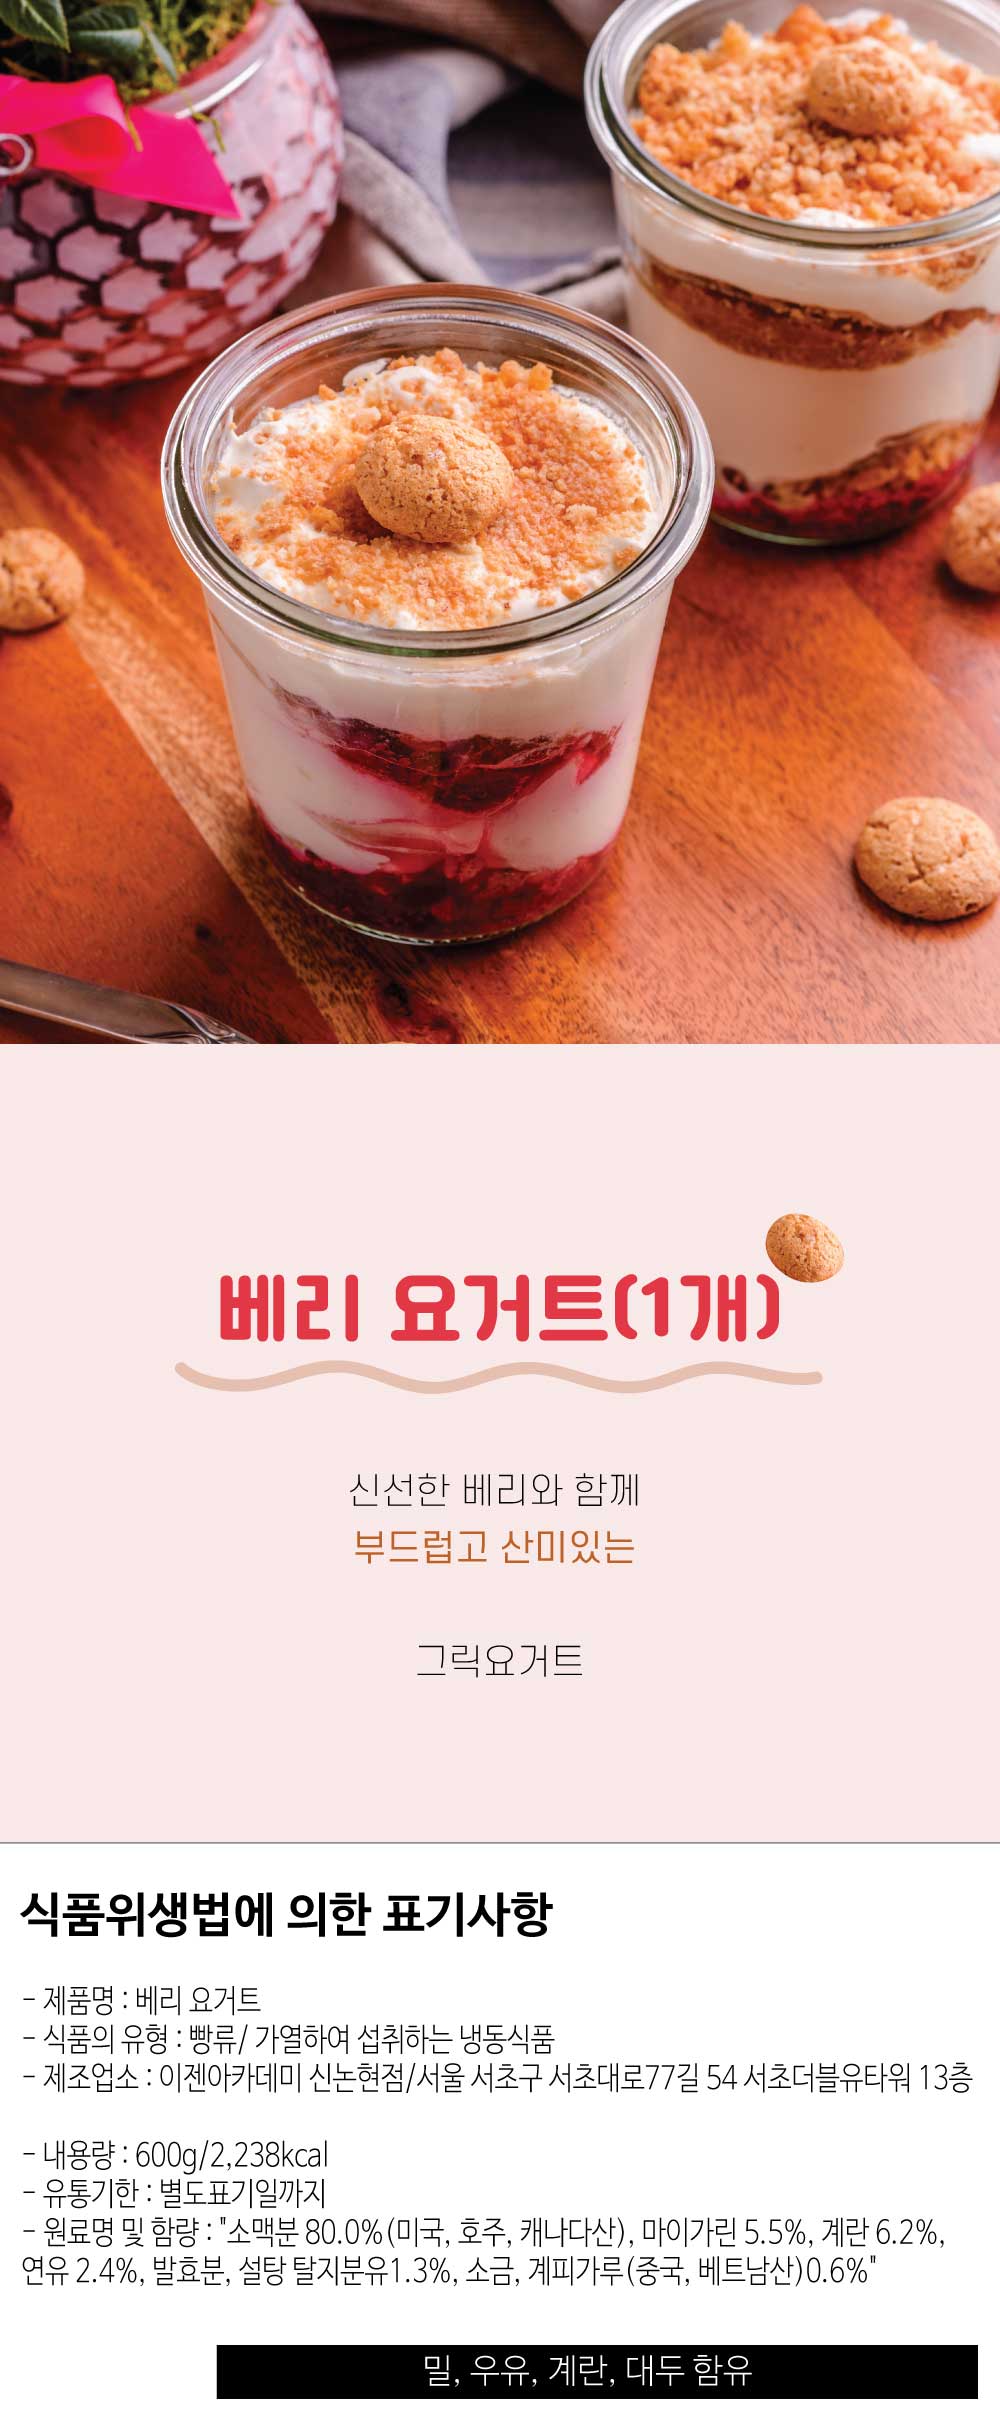 베리 요거트(1개)
신선한 베리와 함께
부드럽고 산미있는
그릭요거트
식품위생법에 의한 표기사항
- 제품명 : 베리 요거트
- 식품의 유형 : 빵류/ 가열하여 섭취하는 냉동식품
- 제조업소 : 이젠아카데미 신논현점/서울 서초구 서초대로77길 54 서초더블유타워 13층
- 내용량 : 600g/2,238kcal
- 유통기한 : 별도표기일까지
- 원료명 및 함량 : "소맥분 80.0%(미국, 호주, 캐나다산), 마이가린 5.5%, 계란 6.2%,
연유 2.4%, 발효분, 설탕 탈지분유1.3%, 소금, 계피가루(중국, 베트남산)0.6%"
밀, 우유, 계란, 대두 함유